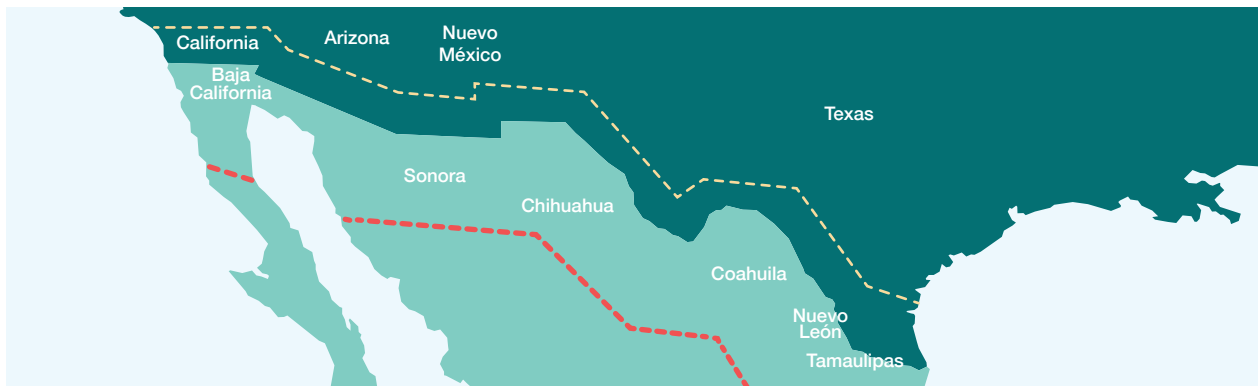 California
Arizona
Nuevo
México
Baja
California
Texas
Sonora
Chihuahua
Coahuila
Nuevo
León
Tamaulipas